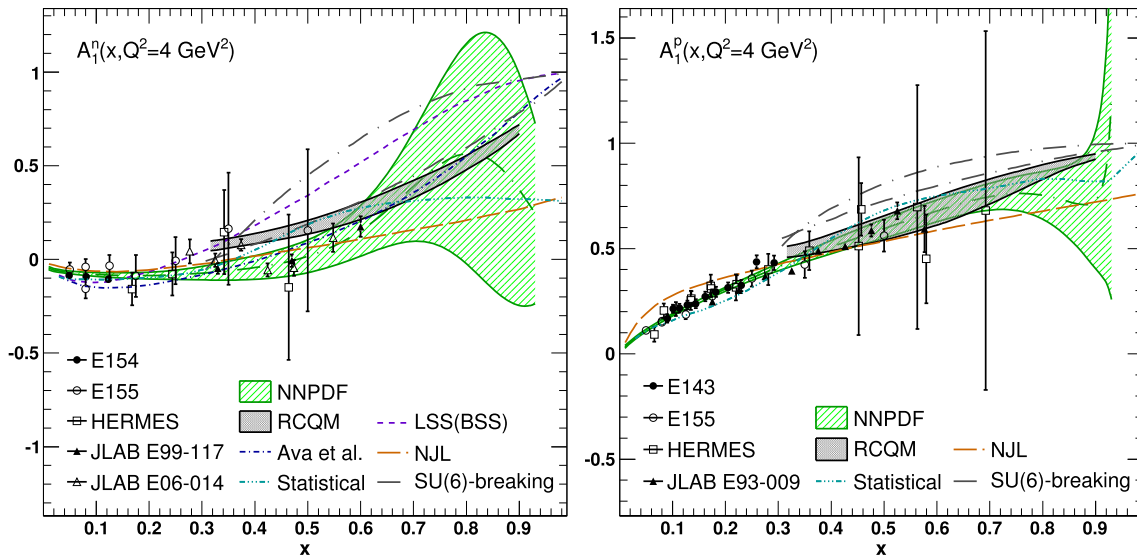 A₁ⁿ(x,Q²=4 GeV²)
1
0.5
0
-0.5
-1
E154
E155
HERMES
JLAB E99-117
JLAB E06-014
NNPDF
RCQM
Ava et al.
Statistical
LSS(BSS)
NJL
SU(6)-breaking
0.1 0.2 0.3 0.4 0.5 0.6 0.7 0.8 0.9
x
A₁ᵖ(x,Q²=4 GeV²)
1.5
1
0.5
0
-0.5
E143
E155
HERMES
JLAB E93-009
NNPDF
RCQM
Statistical
NJL
SU(6)-breaking
0.1 0.2 0.3 0.4 0.5 0.6 0.7 0.8 0.9
x